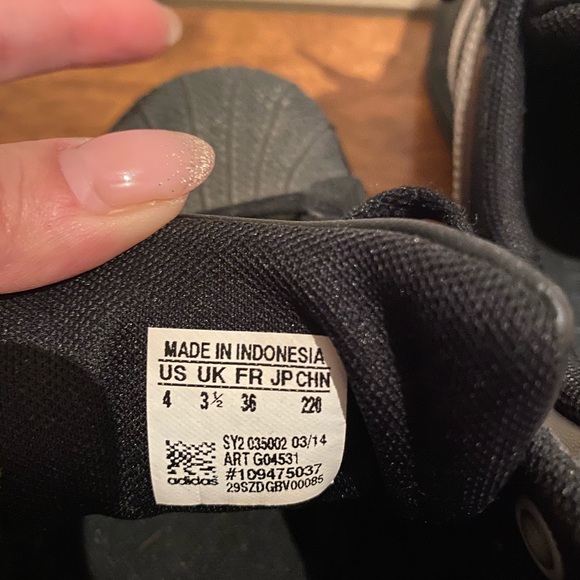 MADE IN INDONESIA
US UK FR JP CHN
4 3½ 36 220
SY2 035002 03/14
ART G04531
#109475037
adidas 29SZDGBV00085